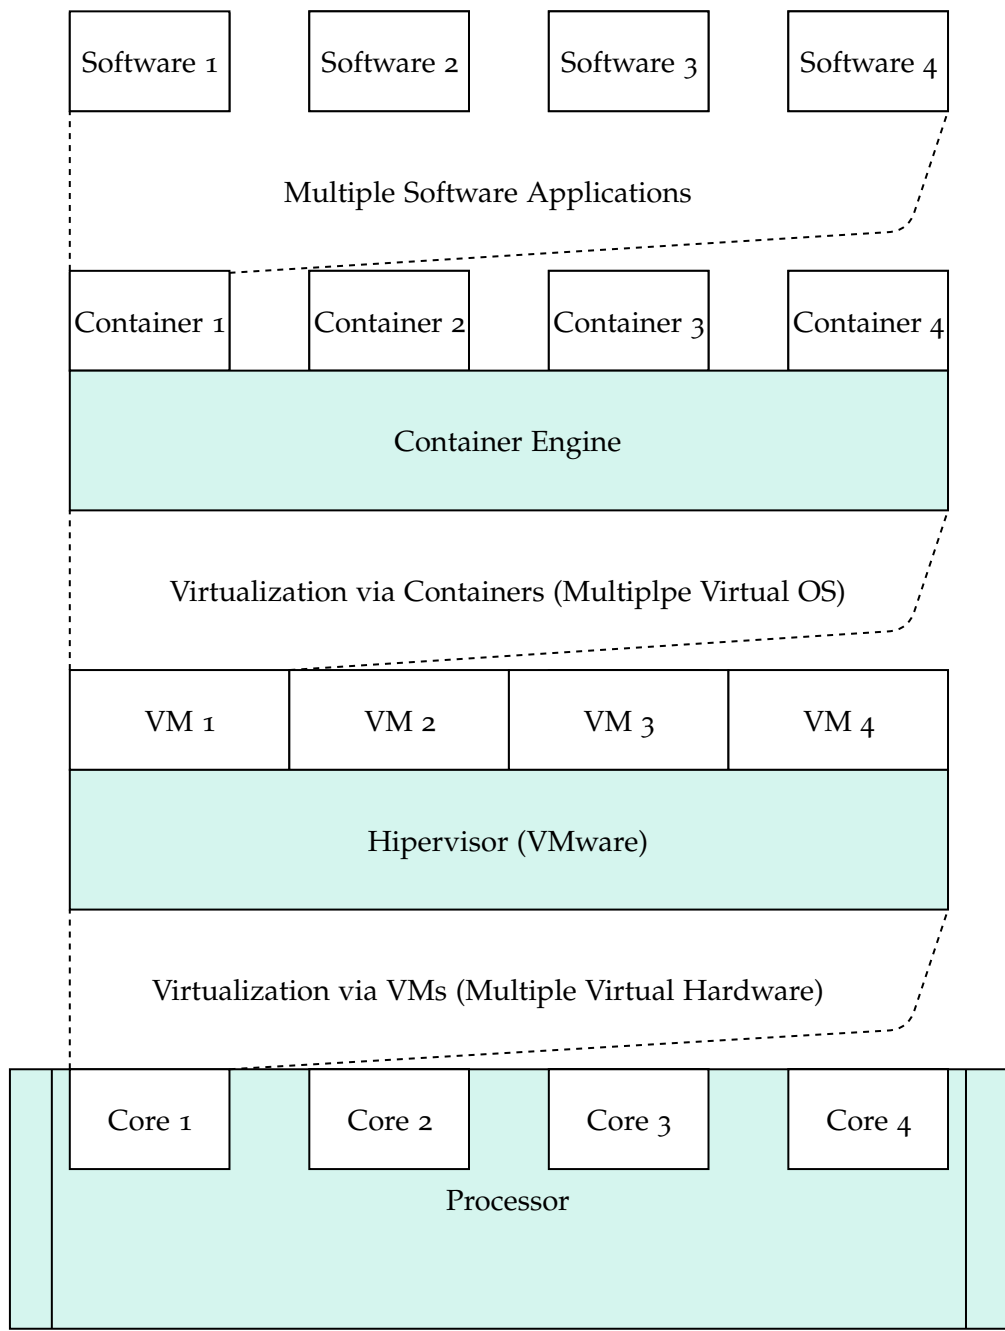 Software 1
Software 2
Software 3
Software 4
Multiple Software Applications
Container 1
Container 2
Container 3
Container 4
Container Engine
Virtualization via Containers (Multiplpe Virtual OS)
VM 1
VM 2
VM 3
VM 4
Hipervisor (VMware)
Virtualization via VMs (Multiple Virtual Hardware)
Core 1
Core 2
Core 3
Core 4
Processor